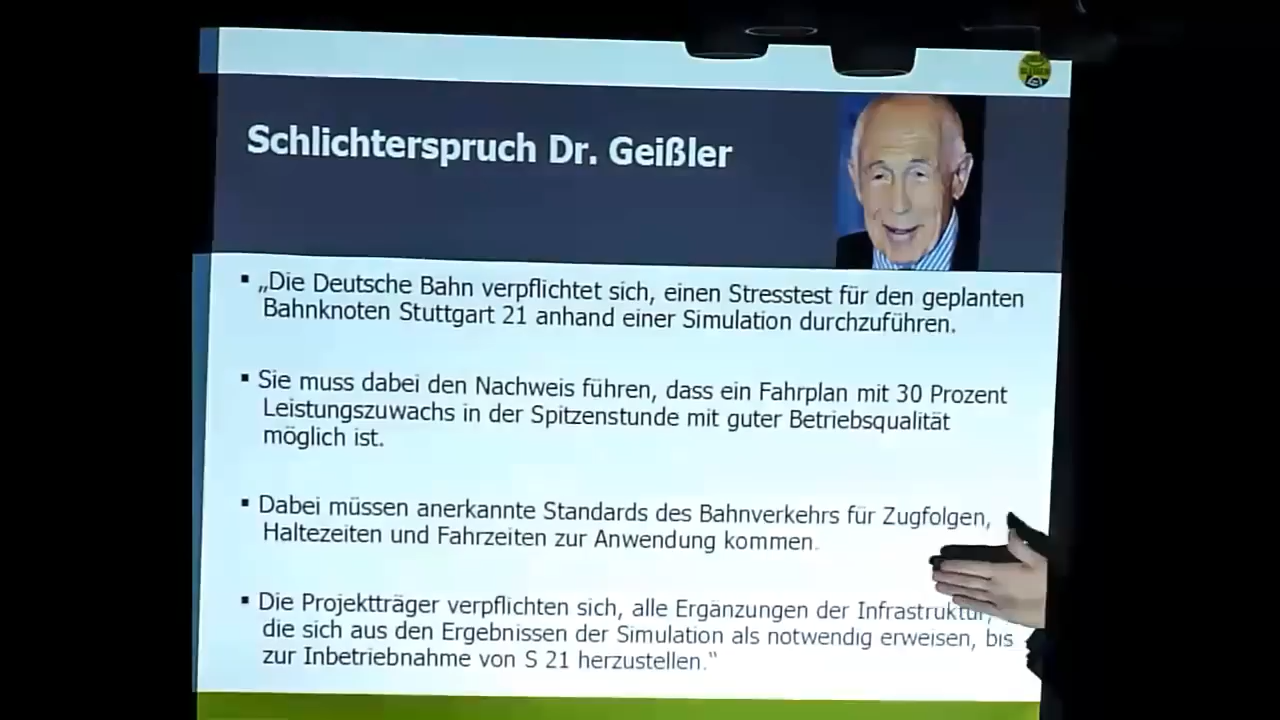 Schlichterspruch Dr. Geißler
▪ „Die Deutsche Bahn verpflichtet sich, einen Stresstest für den geplanten
Bahnknoten Stuttgart 21 anhand einer Simulation durchzuführen.
▪ Sie muss dabei den Nachweis führen, dass ein Fahrplan mit 30 Prozent
Leistungszuwachs in der Spitzenstunde mit guter Betriebsqualität
möglich ist.
▪ Dabei müssen anerkannte Standards des Bahnverkehrs für Zugfolgen,
Haltezeiten und Fahrzeiten zur Anwendung kommen.
▪ Die Projektträger verpflichten sich, alle Ergänzungen der Infrastruktur,
die sich aus den Ergebnissen der Simulation als notwendig erweisen, bis
zur Inbetriebnahme von S 21 herzustellen.“